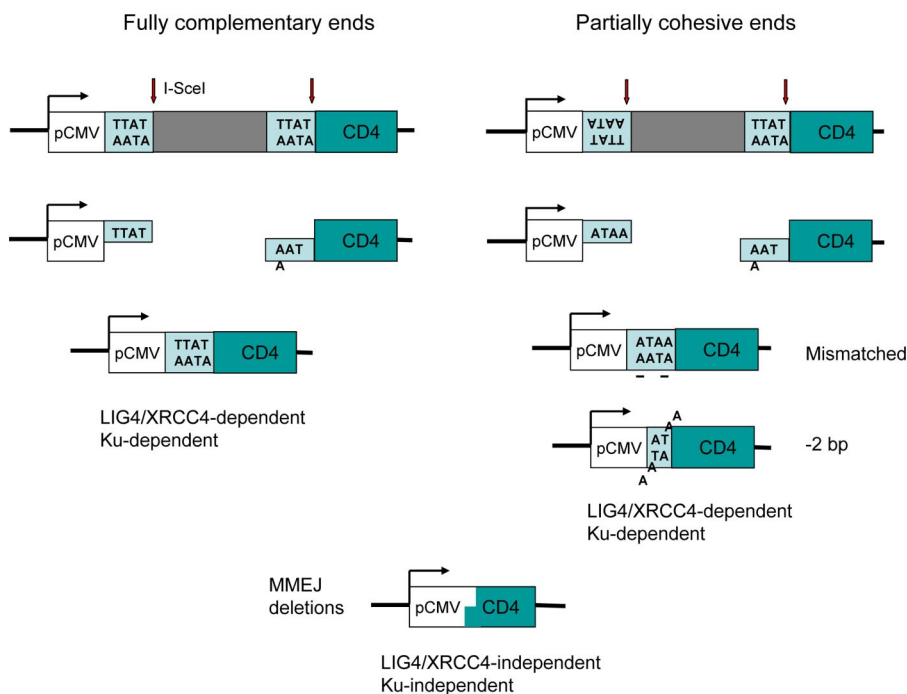 Fully complementary ends
Partially cohesive ends
I-SceI
pCMV
TTAT
AATA
TTAT
AATA
CD4
pCMV
TTAT
AATA
TTAT
AATA
CD4
pCMV
TTAT
AAT
A
CD4
pCMV
ATAA
AAT
A
CD4
pCMV
TTAT
AATA
CD4
pCMV
ATAA
AATA
CD4
Mismatched
LIG4/XRCC4-dependent
Ku-dependent
pCMV
A
A
AT
TA
A
A
CD4
-2 bp
LIG4/XRCC4-dependent
Ku-dependent
MMEJ
deletions
pCMV
CD4
LIG4/XRCC4-independent
Ku-independent